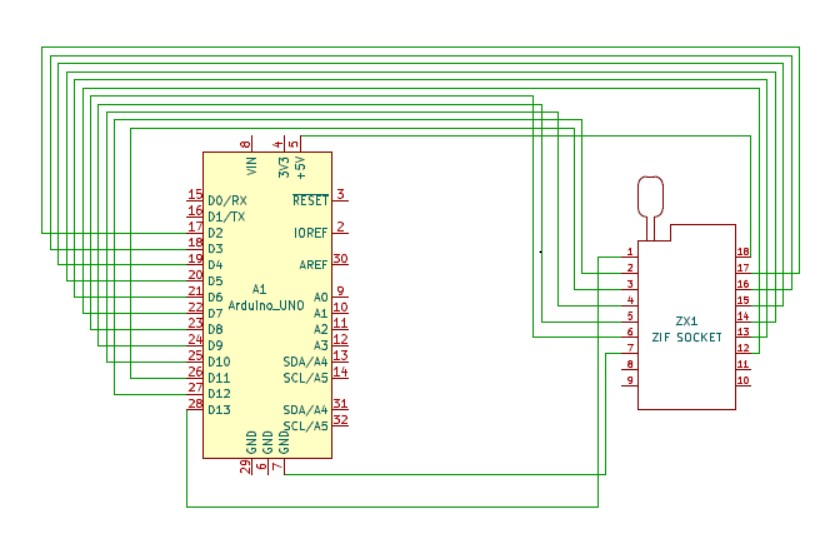 8 4 5
VIN 3V3 +5V
15 D0/RX RESET 3
16 D1/TX
17 D2 IOREF 2
18 D3
19 D4 AREF 30
20 D5
21 D6 A0 9
22 D7 A1 10
23 D8 A2 11
24 D9 A3 12
25 D10 SDA/A4 13
26 D11 SCL/A5 14
27 D12
28 D13 SDA/A4 31
SCL/A5 32
A1
Arduino_UNO
GND GND GND
29 6 7
1 18
2 17
3 16
4 15
5 14
6 13
7 12
8 11
9 10
ZX1
ZIF SOCKET